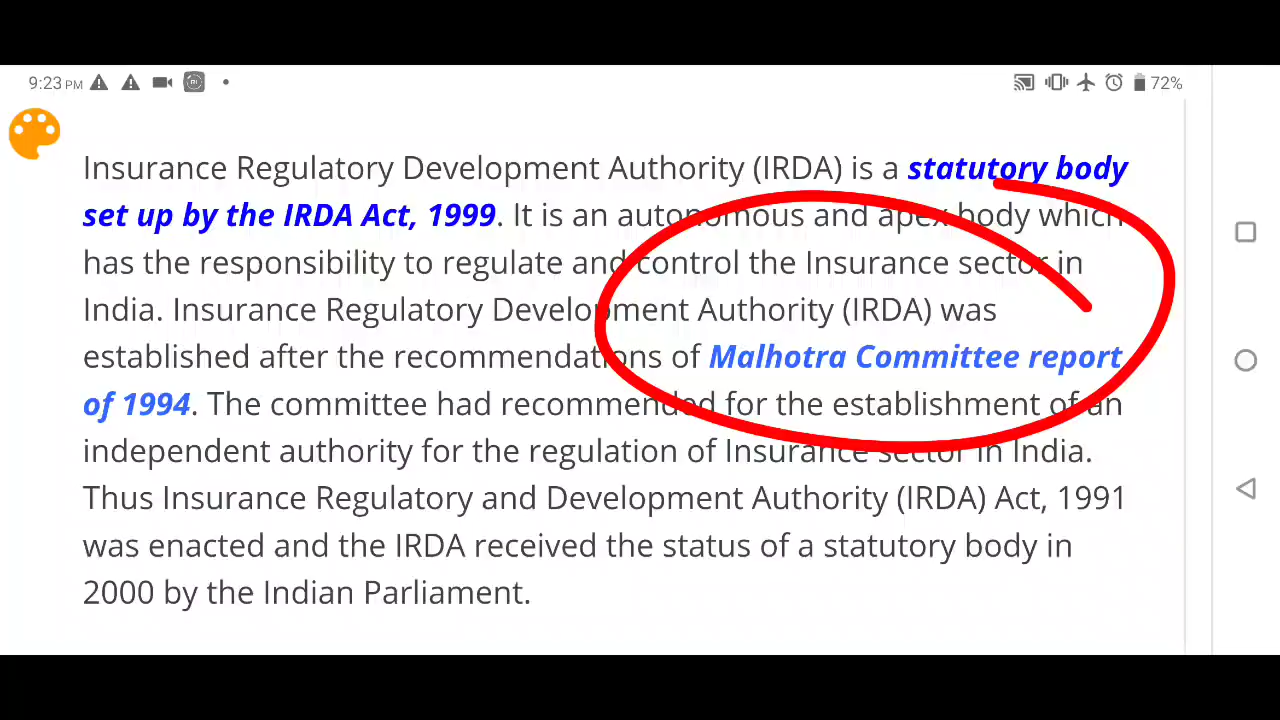 9:23 PM
72%
Insurance Regulatory Development Authority (IRDA) is a statutory body
set up by the IRDA Act, 1999. It is an autonomous and apex body which
has the responsibility to regulate and control the Insurance sector in
India. Insurance Regulatory Development Authority (IRDA) was
established after the recommendations of Malhotra Committee report
of 1994. The committee had recommended for the establishment of an
independent authority for the regulation of Insurance sector in India.
Thus Insurance Regulatory and Development Authority (IRDA) Act, 1991
was enacted and the IRDA received the status of a statutory body in
2000 by the Indian Parliament.